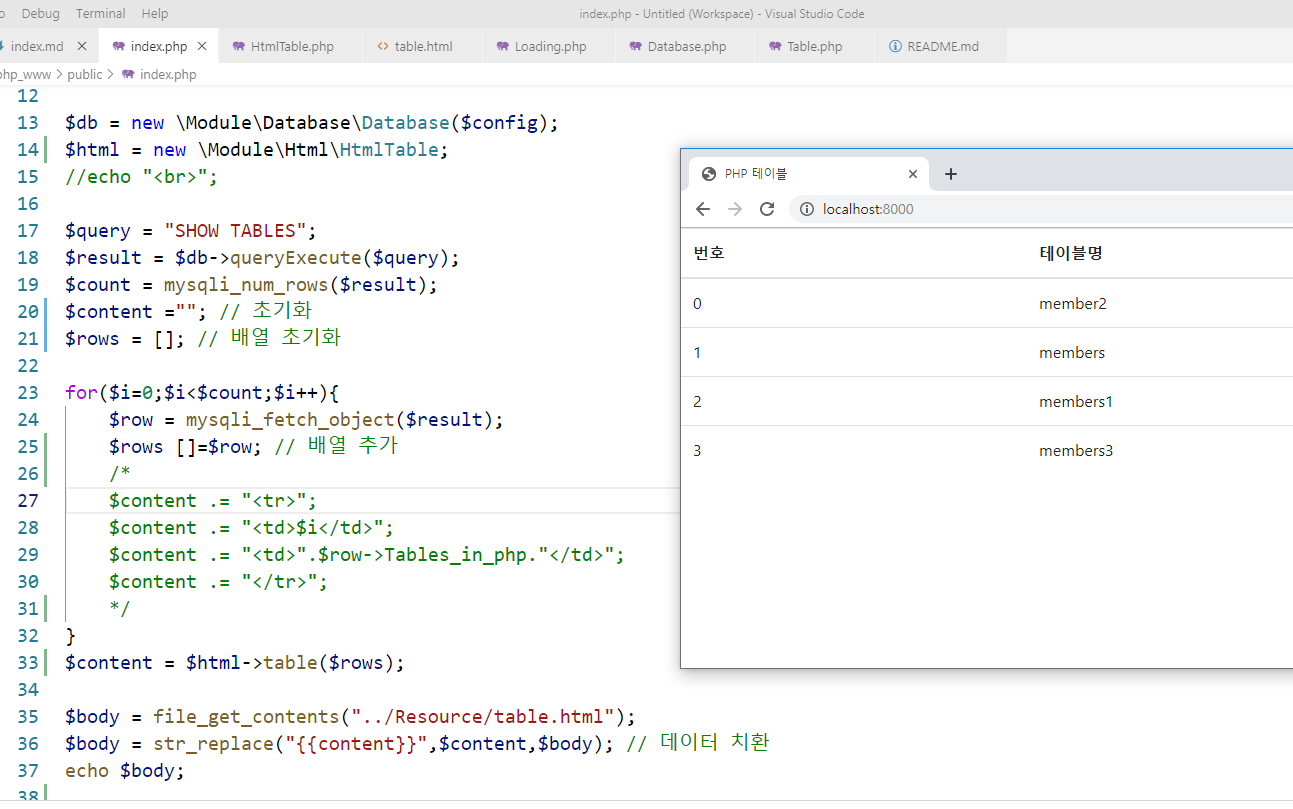 Debug Terminal Help
index.php - Untitled (Workspace) - Visual Studio Code
index.md index.php HtmlTable.php table.html Loading.php Database.php Table.php README.md
php_www > public > index.php
12
13 $db = new \Module\Database\Database($config);
14 $html = new \Module\Html\HtmlTable;
15 //echo "<br>";
16
17 $query = "SHOW TABLES";
18 $result = $db->queryExecute($query);
19 $count = mysqli_num_rows($result);
20 $content =""; // 초기화
21 $rows = []; // 배열 초기화
22
23 for($i=0;$i<$count;$i++){
24 $row = mysqli_fetch_object($result);
25 $rows []=$row; // 배열 추가
26 /*
27 $content .= "<tr>";
28 $content .= "<td>$i</td>";
29 $content .= "<td>".$row->Tables_in_php."</td>";
30 $content .= "</tr>";
31 */
32 }
33 $content = $html->table($rows);
34
35 $body = file_get_contents("../Resource/table.html");
36 $body = str_replace("{{content}}",$content,$body); // 데이터 치환
37 echo $body;
38
PHP 테이블
localhost:8000
번호 테이블명
0 member2
1 members
2 members1
3 members3